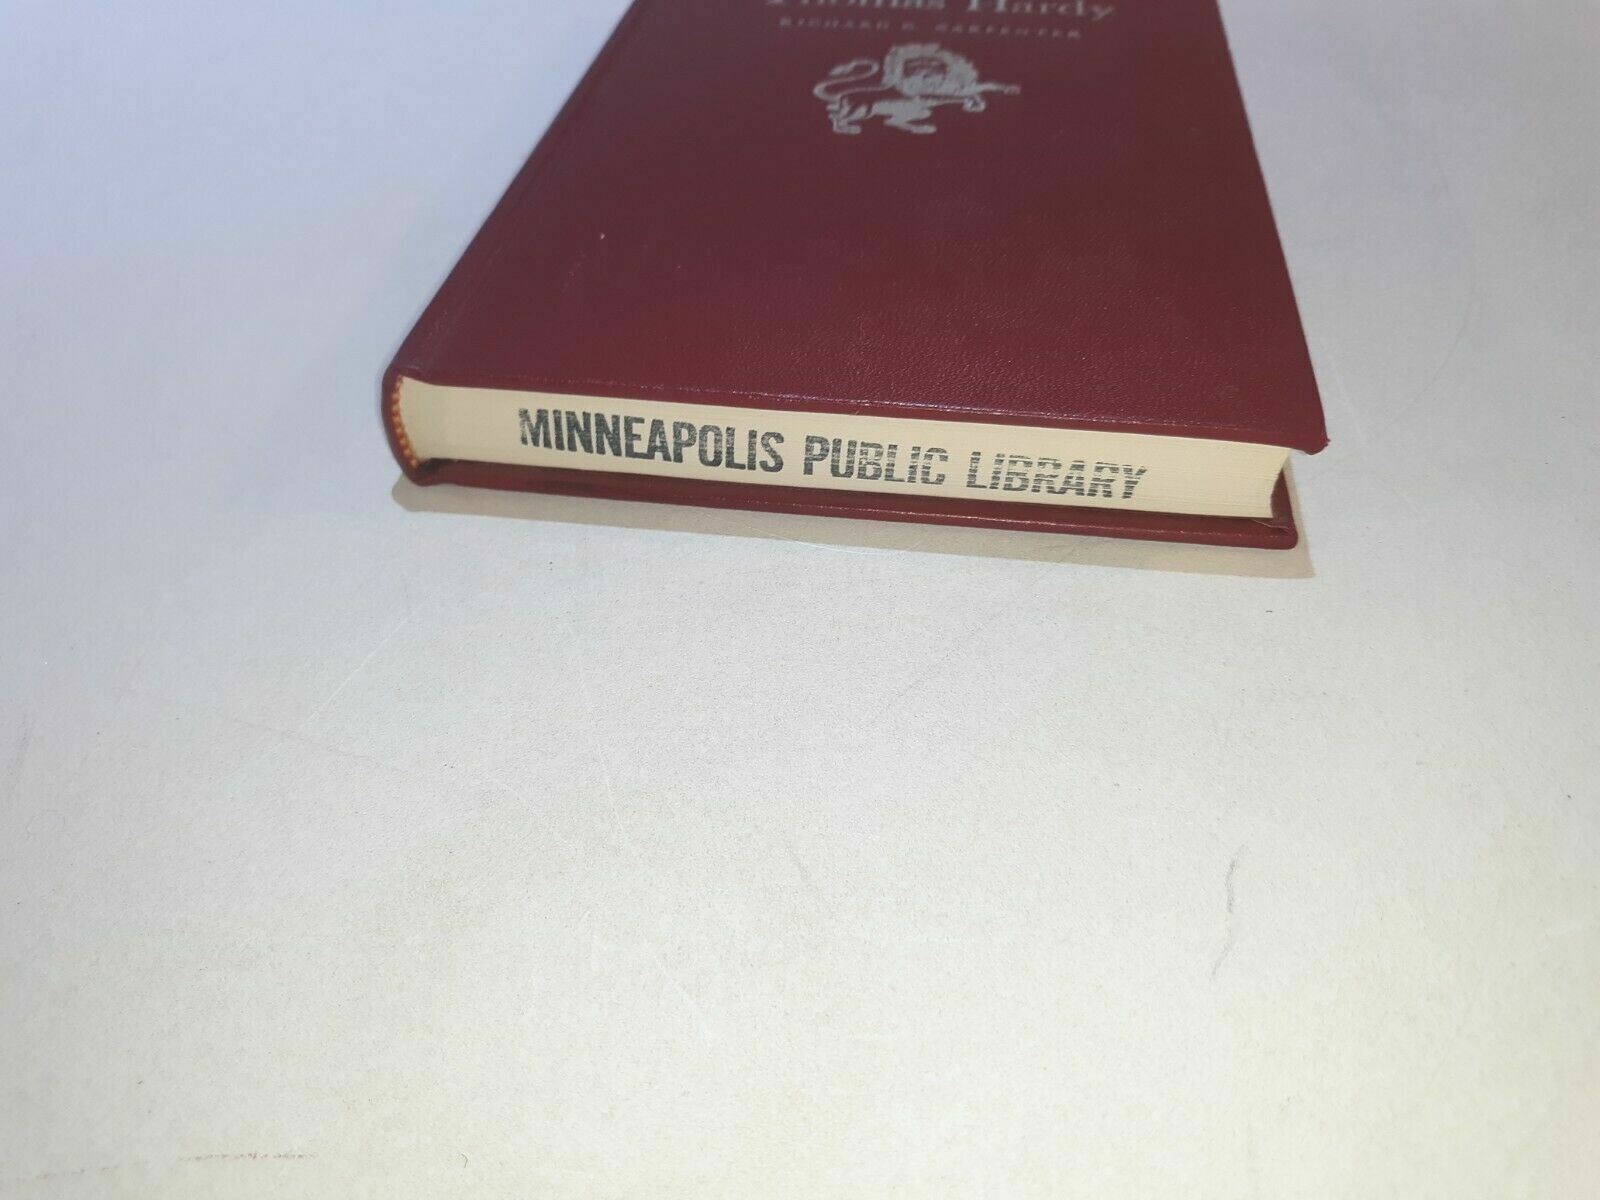 Thomas Hardy
RICHARD C. CARPENTER
MINNEAPOLIS PUBLIC LIBRARY